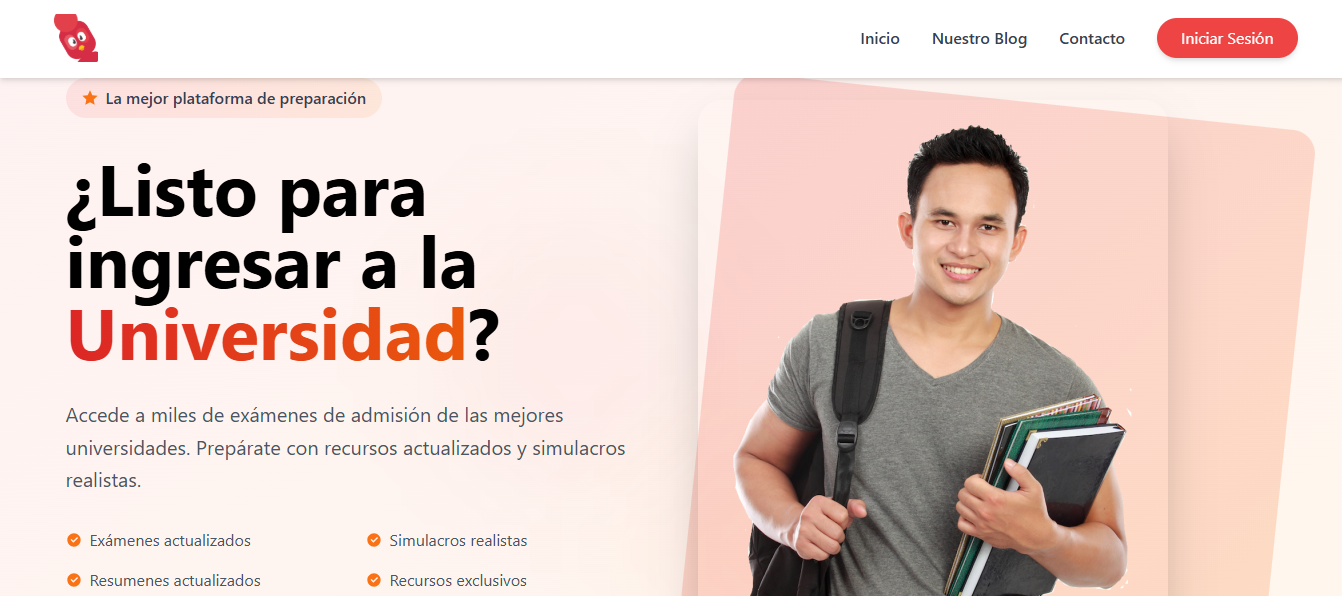 Inicio
Nuestro Blog
Contacto
Iniciar Sesión
La mejor plataforma de preparación
¿Listo para
ingresar a la
Universidad?
Accede a miles de exámenes de admisión de las mejores
universidades. Prepárate con recursos actualizados y simulacros
realistas.
Exámenes actualizados
Simulacros realistas
Resumenes actualizados
Recursos exclusivos